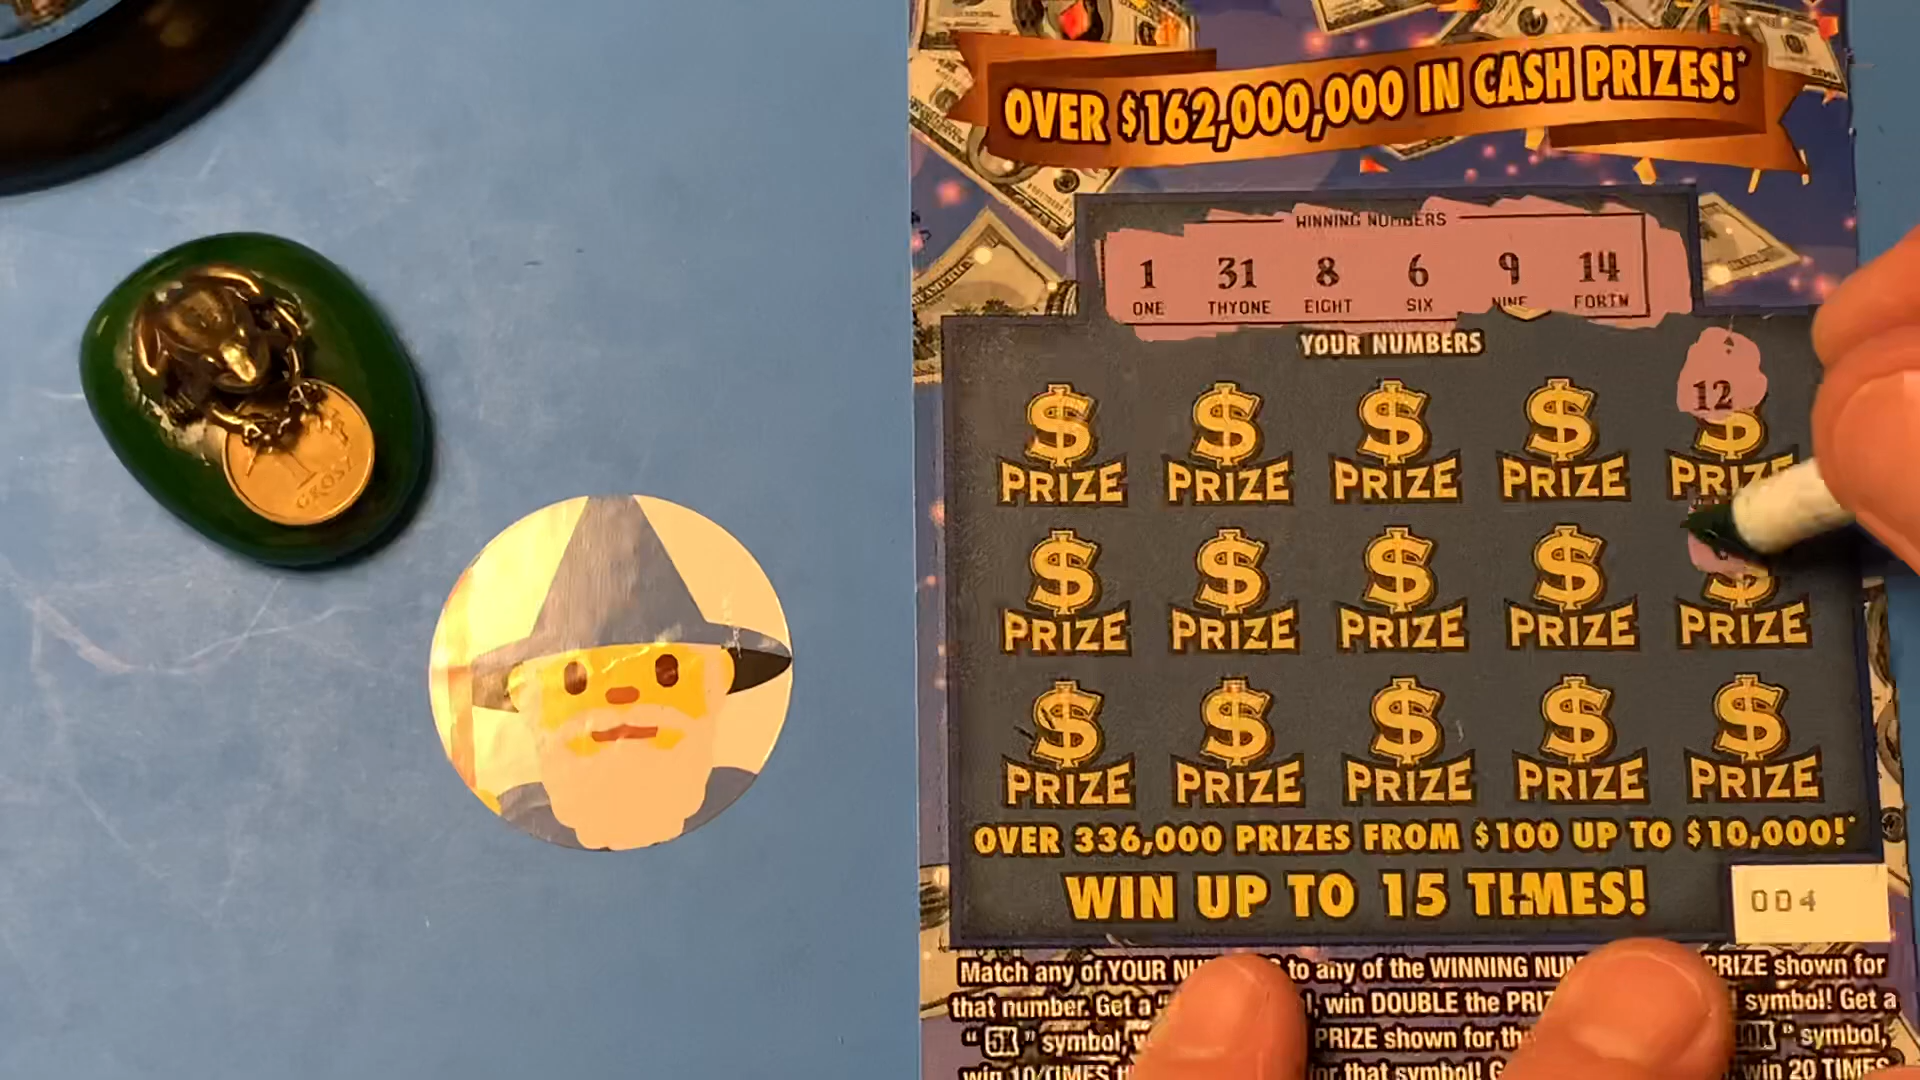 OVER $162,000,000 IN CASH PRIZES!*
WINNING NUMBERS
1 31 8 6 9 14
ONE THYONE EIGHT SIX NINE FORTN
YOUR NUMBERS
12
$ $ $ $ $
PRIZE PRIZE PRIZE PRIZE PRIZE
$ $ $ $ $
PRIZE PRIZE PRIZE PRIZE PRIZE
$ $ $ $ $
PRIZE PRIZE PRIZE PRIZE PRIZE
OVER 336,000 PRIZES FROM $100 UP TO $10,000!*
WIN UP TO 15 TIMES!
004
Match any of YOUR to any of the WINNING PRIZE shown for
that number. Get a win DOUBLE the symbol! Get a
"5X" symbol, PRIZE shown for symbol,
win 10 TIMES for that symbol! win 20 TIMES
1
GROSZ